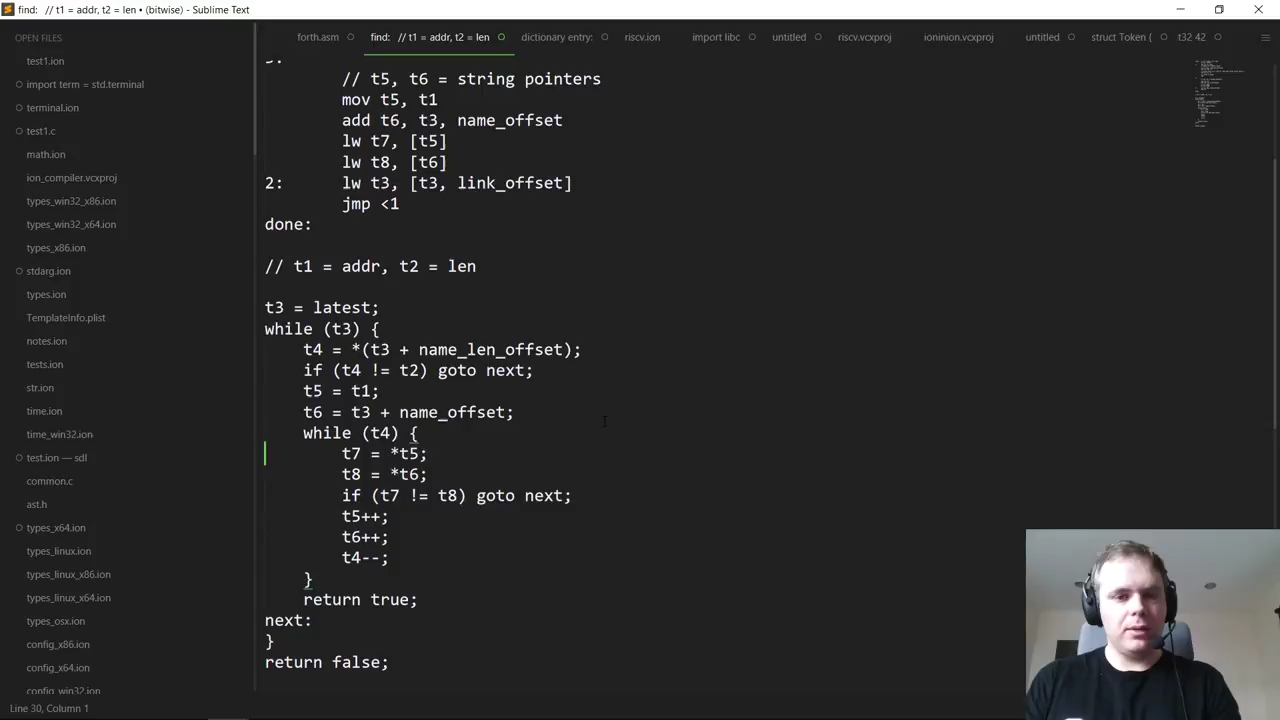 find: // t1 = addr, t2 = len • (bitwise) - Sublime Text
OPEN FILES
test1.ion
import term = std.terminal
terminal.ion
test1.c
math.ion
ion_compiler.vcxproj
types_win32_x86.ion
types_win32_x64.ion
types_x86.ion
stdarg.ion
types.ion
TemplateInfo.plist
notes.ion
tests.ion
str.ion
time.ion
time_win32.ion
test.ion — sdl
common.c
ast.h
types_x64.ion
types_linux.ion
types_linux_x86.ion
types_linux_x64.ion
types_osx.ion
config_x86.ion
config_x64.ion
config_win32.ion
forth.asm
find: // t1 = addr, t2 = len
dictionary entry:
riscv.ion
import libc
untitled
riscv.vcxproj
ioninion.vcxproj
untitled
struct Token {
t32 42
// t5, t6 = string pointers
mov t5, t1
add t6, t3, name_offset
lw t7, [t5]
lw t8, [t6]
2: lw t3, [t3, link_offset]
jmp <1
done:
// t1 = addr, t2 = len
t3 = latest;
while (t3) {
t4 = *(t3 + name_len_offset);
if (t4 != t2) goto next;
t5 = t1;
t6 = t3 + name_offset;
while (t4) {
t7 = *t5;
t8 = *t6;
if (t7 != t8) goto next;
t5++;
t6++;
t4--;
}
return true;
next:
}
return false;
Line 30, Column 1